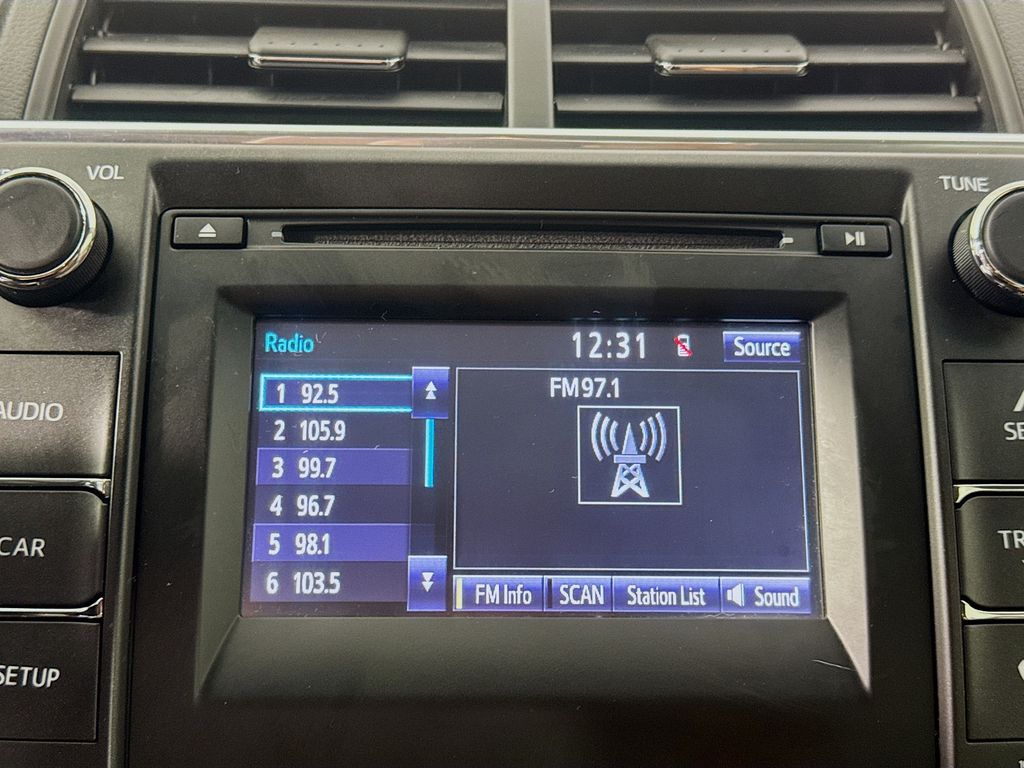 VOL
TUNE
Radio
12:31
Source
1 92.5
2 105.9
3 99.7
4 96.7
5 98.1
6 103.5
FM97.1
FM Info
SCAN
Station List
Sound
AUDIO
CAR
SETUP